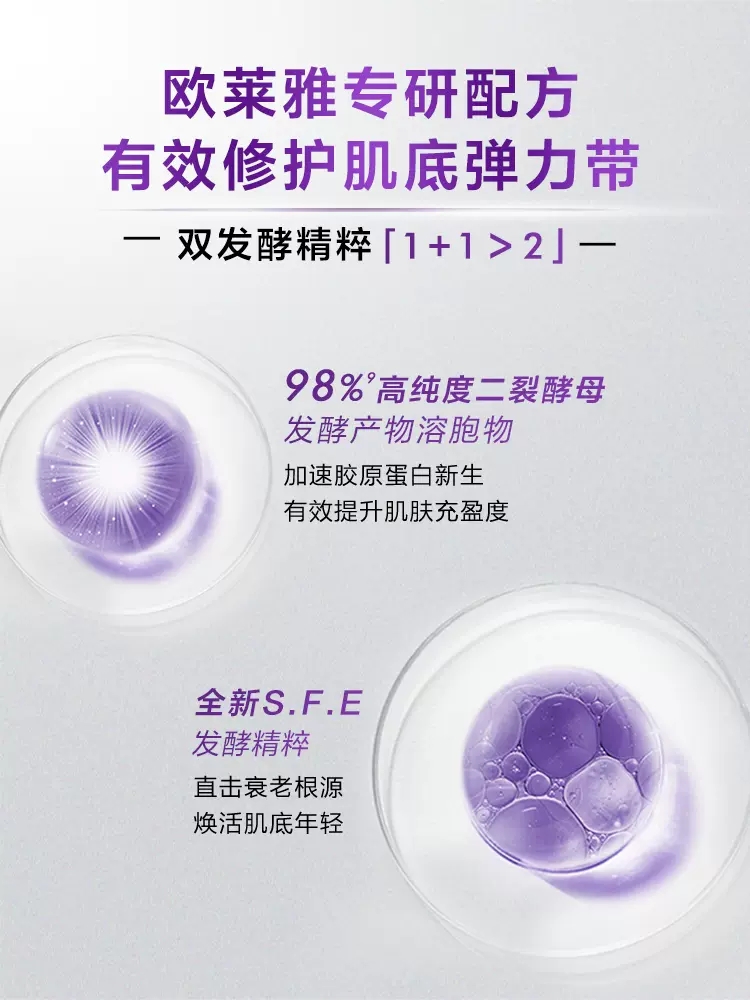 欧莱雅专研配方
有效修护肌底弹力带
— 双发酵精粹「1+1>2」—
98%⁹高纯度二裂酵母
发酵产物溶胞物
加速胶原蛋白新生
有效提升肌肤充盈度
全新S.F.E
发酵精粹
直击衰老根源
焕活肌底年轻